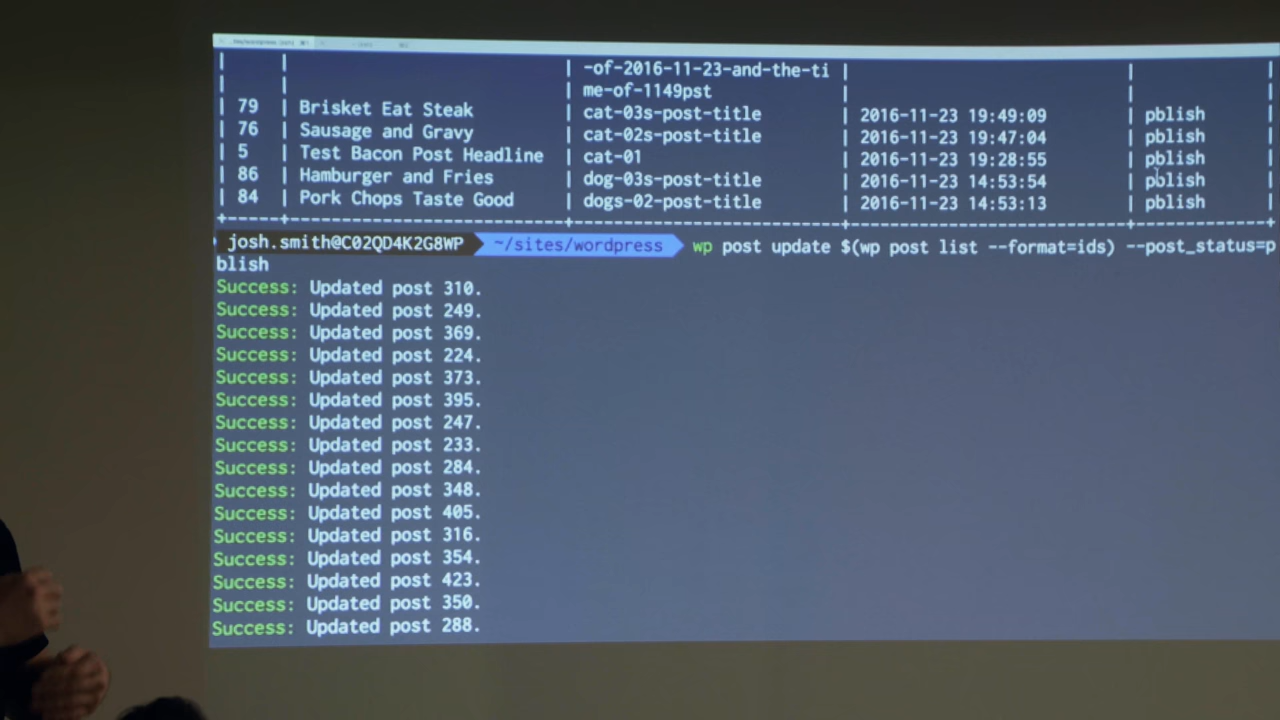 | | | -of-2016-11-23-and-the-ti | | |
| | | me-of-1149pst | | |
| 79 | Brisket Eat Steak | cat-03s-post-title | 2016-11-23 19:49:09 | pblish |
| 76 | Sausage and Gravy | cat-02s-post-title | 2016-11-23 19:47:04 | pblish |
| 5 | Test Bacon Post Headline | cat-01 | 2016-11-23 19:28:55 | pblish |
| 86 | Hamburger and Fries | dog-03s-post-title | 2016-11-23 14:53:54 | pblish |
| 84 | Pork Chops Taste Good | dogs-02-post-title | 2016-11-23 14:53:13 | pblish |
josh.smith@C02QD4K2G8WP ~/sites/wordpress wp post update $(wp post list --format=ids) --post_status=p
blish
Success: Updated post 310.
Success: Updated post 249.
Success: Updated post 369.
Success: Updated post 224.
Success: Updated post 373.
Success: Updated post 395.
Success: Updated post 247.
Success: Updated post 233.
Success: Updated post 284.
Success: Updated post 348.
Success: Updated post 405.
Success: Updated post 316.
Success: Updated post 354.
Success: Updated post 423.
Success: Updated post 350.
Success: Updated post 288.